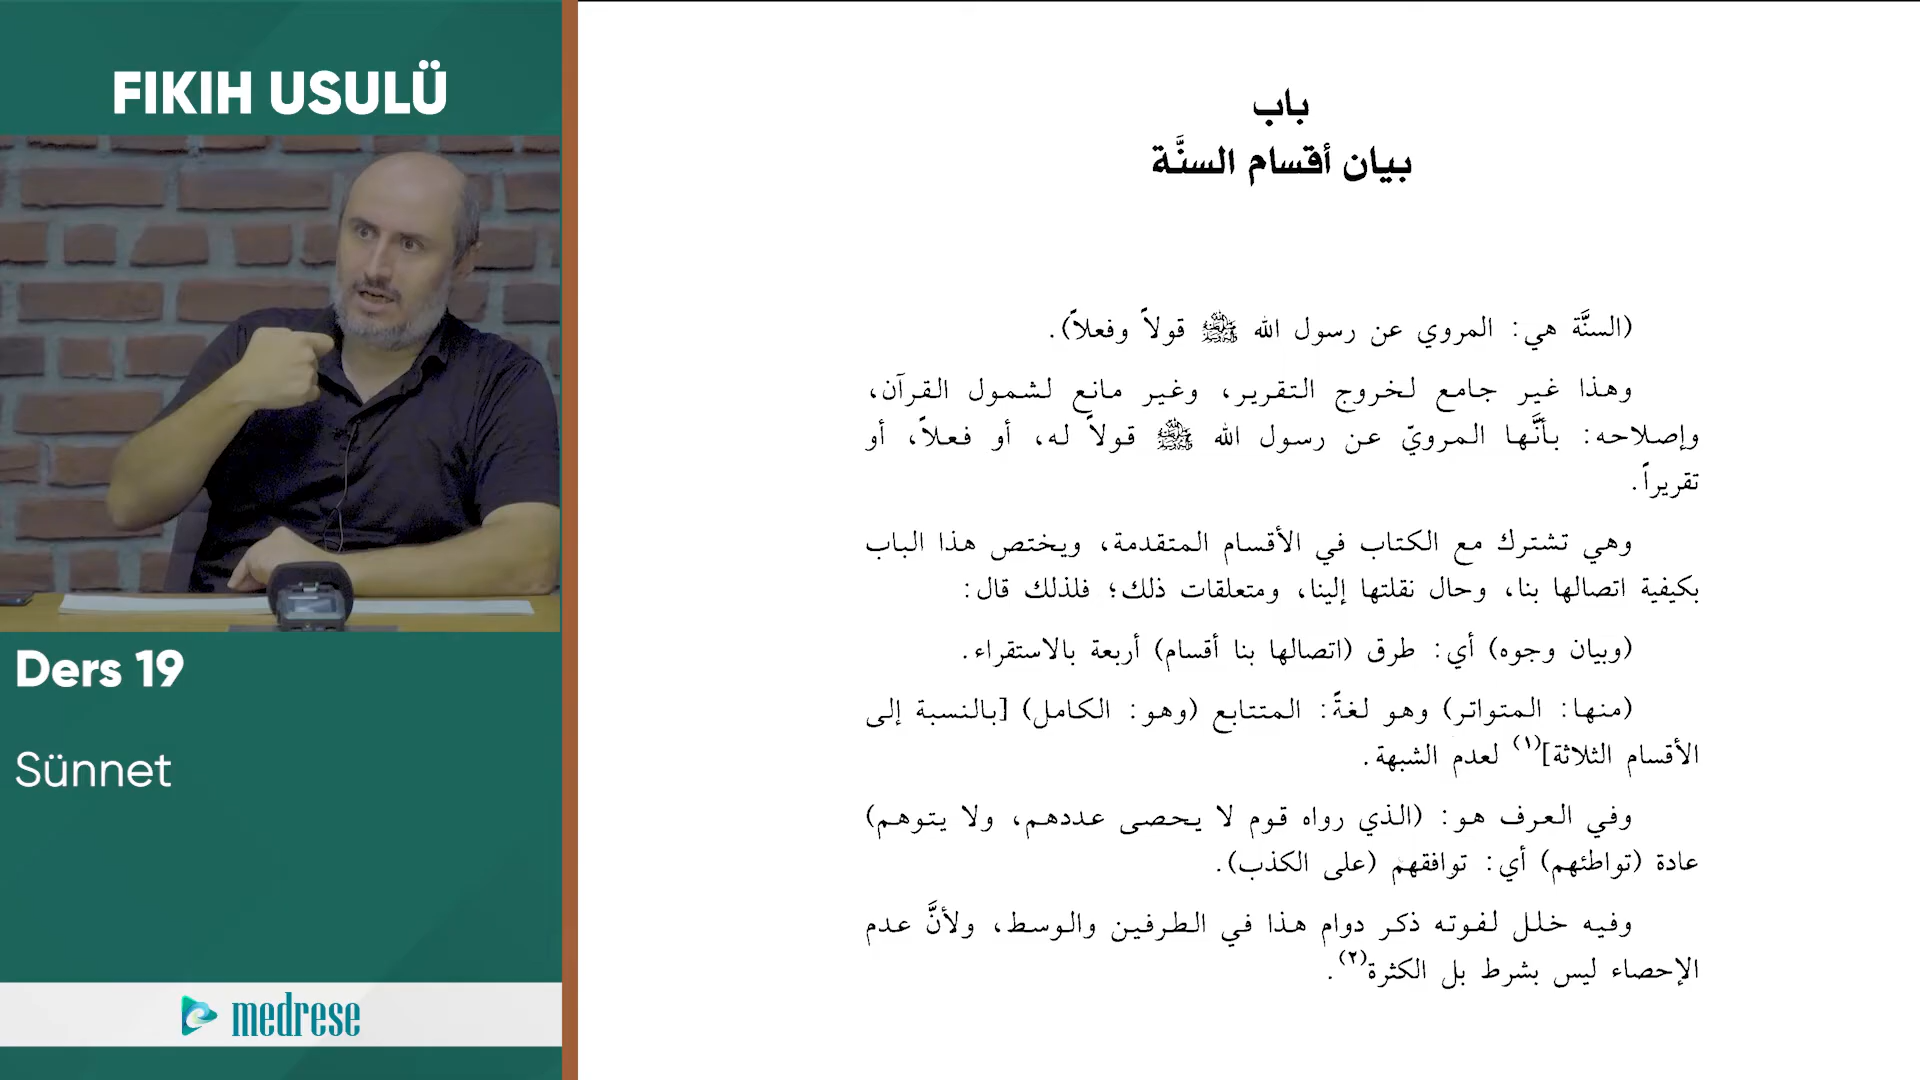 FIKIH USULÜ
Ders 19
Sünnet
medrese
باب
بيان أقسام السنَّة
(السنَّة هي: المروي عن رسول الله ﷺ قولاً وفعلاً).
وهذا غير جامع لخروج التقرير، وغير مانع لشمول القرآن،
وإصلاحه: بأنَّها المرويّ عن رسول الله ﷺ قولاً له، أو فعلاً، أو
تقريراً.
وهي تشترك مع الكتاب في الأقسام المتقدمة، ويختص هذا الباب
بكيفية اتصالها بنا، وحال نقلتها إلينا، ومتعلقات ذلك؛ فلذلك قال:
(وبيان وجوه) أي: طرق (اتصالها بنا أقسام) أربعة بالاستقراء.
(منها: المتواتر) وهو لغةً: المتتابع (وهو: الكامل) [بالنسبة إلى
الأقسام الثلاثة](١) لعدم الشبهة.
وفي العرف هو: (الذي رواه قوم لا يحصى عددهم، ولا يتوهم)
عادة (تواطئهم) أي: توافقهم (على الكذب).
وفيه خلل لفوته ذكر دوام هذا في الطرفين والوسط، ولأنَّ عدم
الإحصاء ليس بشرط بل الكثرة(٢).